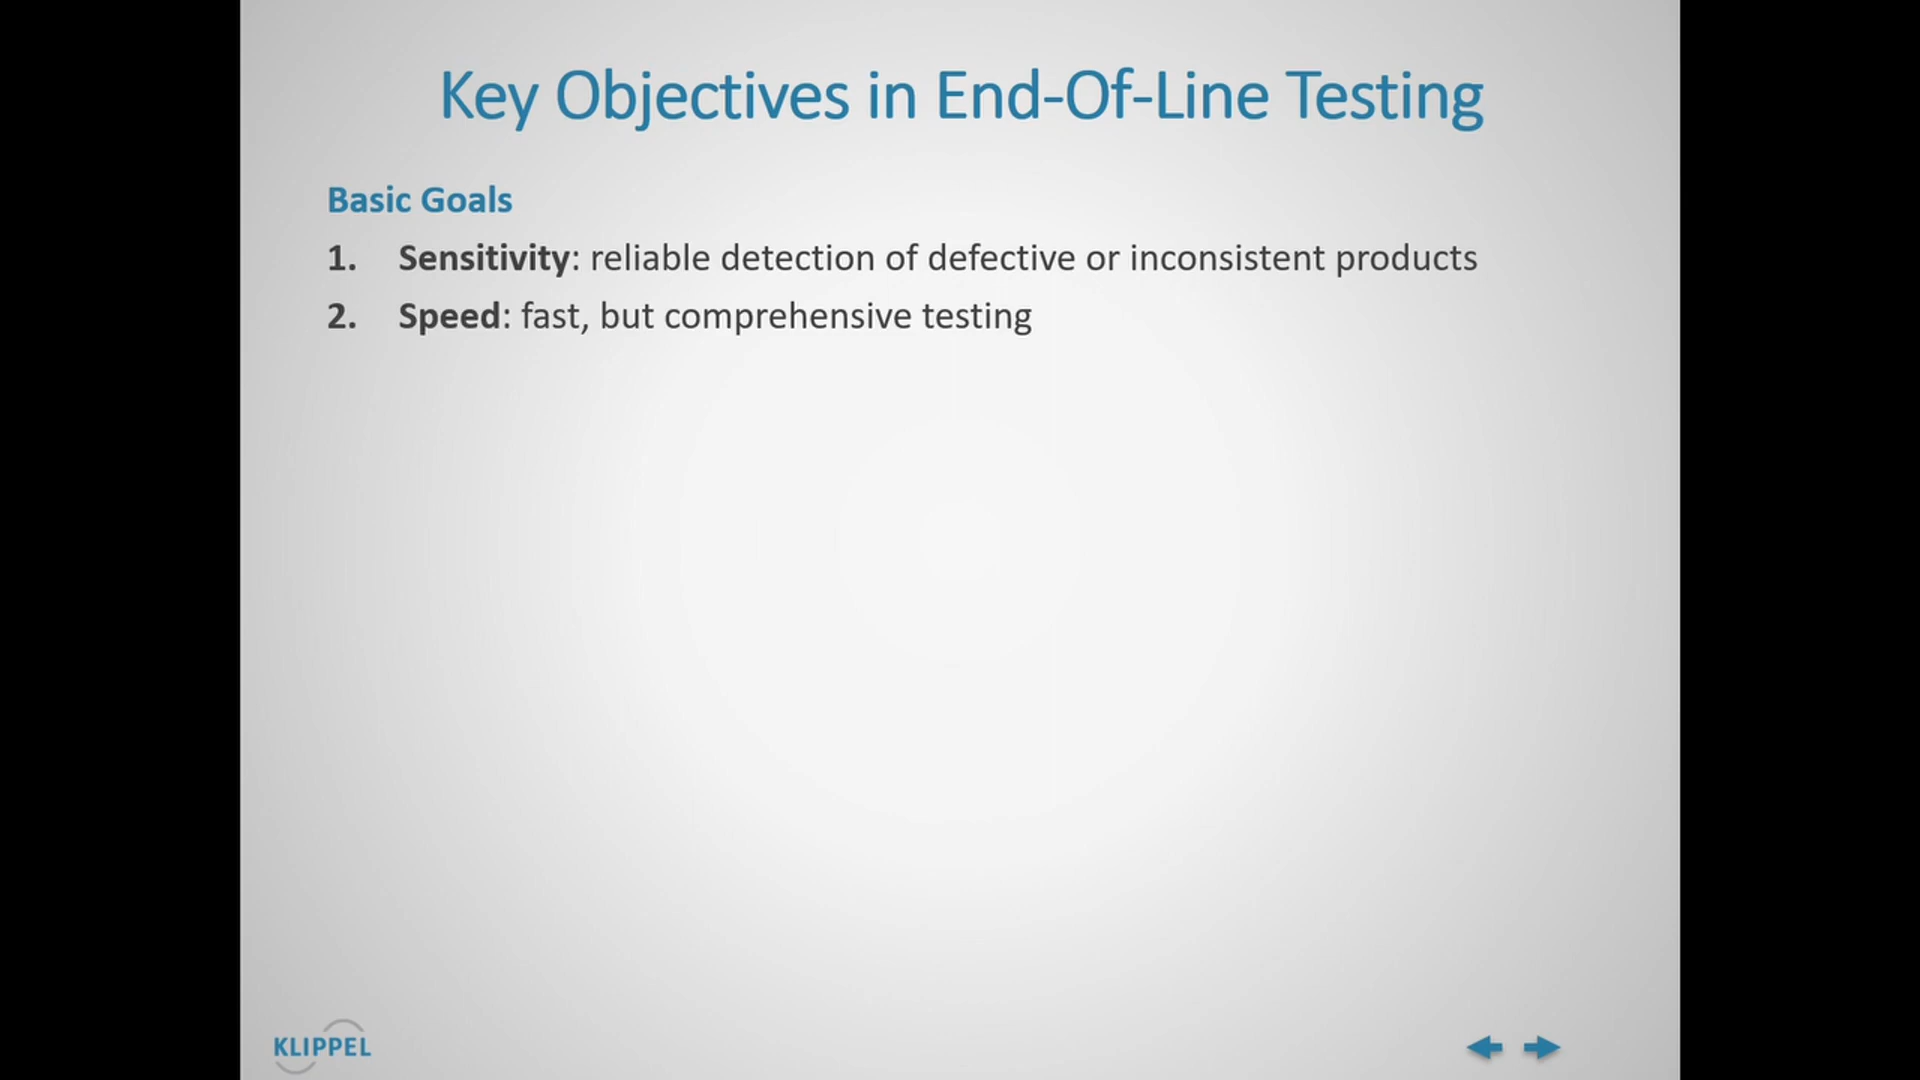 Key Objectives in End-Of-Line Testing
Basic Goals
1. Sensitivity: reliable detection of defective or inconsistent products
2. Speed: fast, but comprehensive testing
KLIPPEL